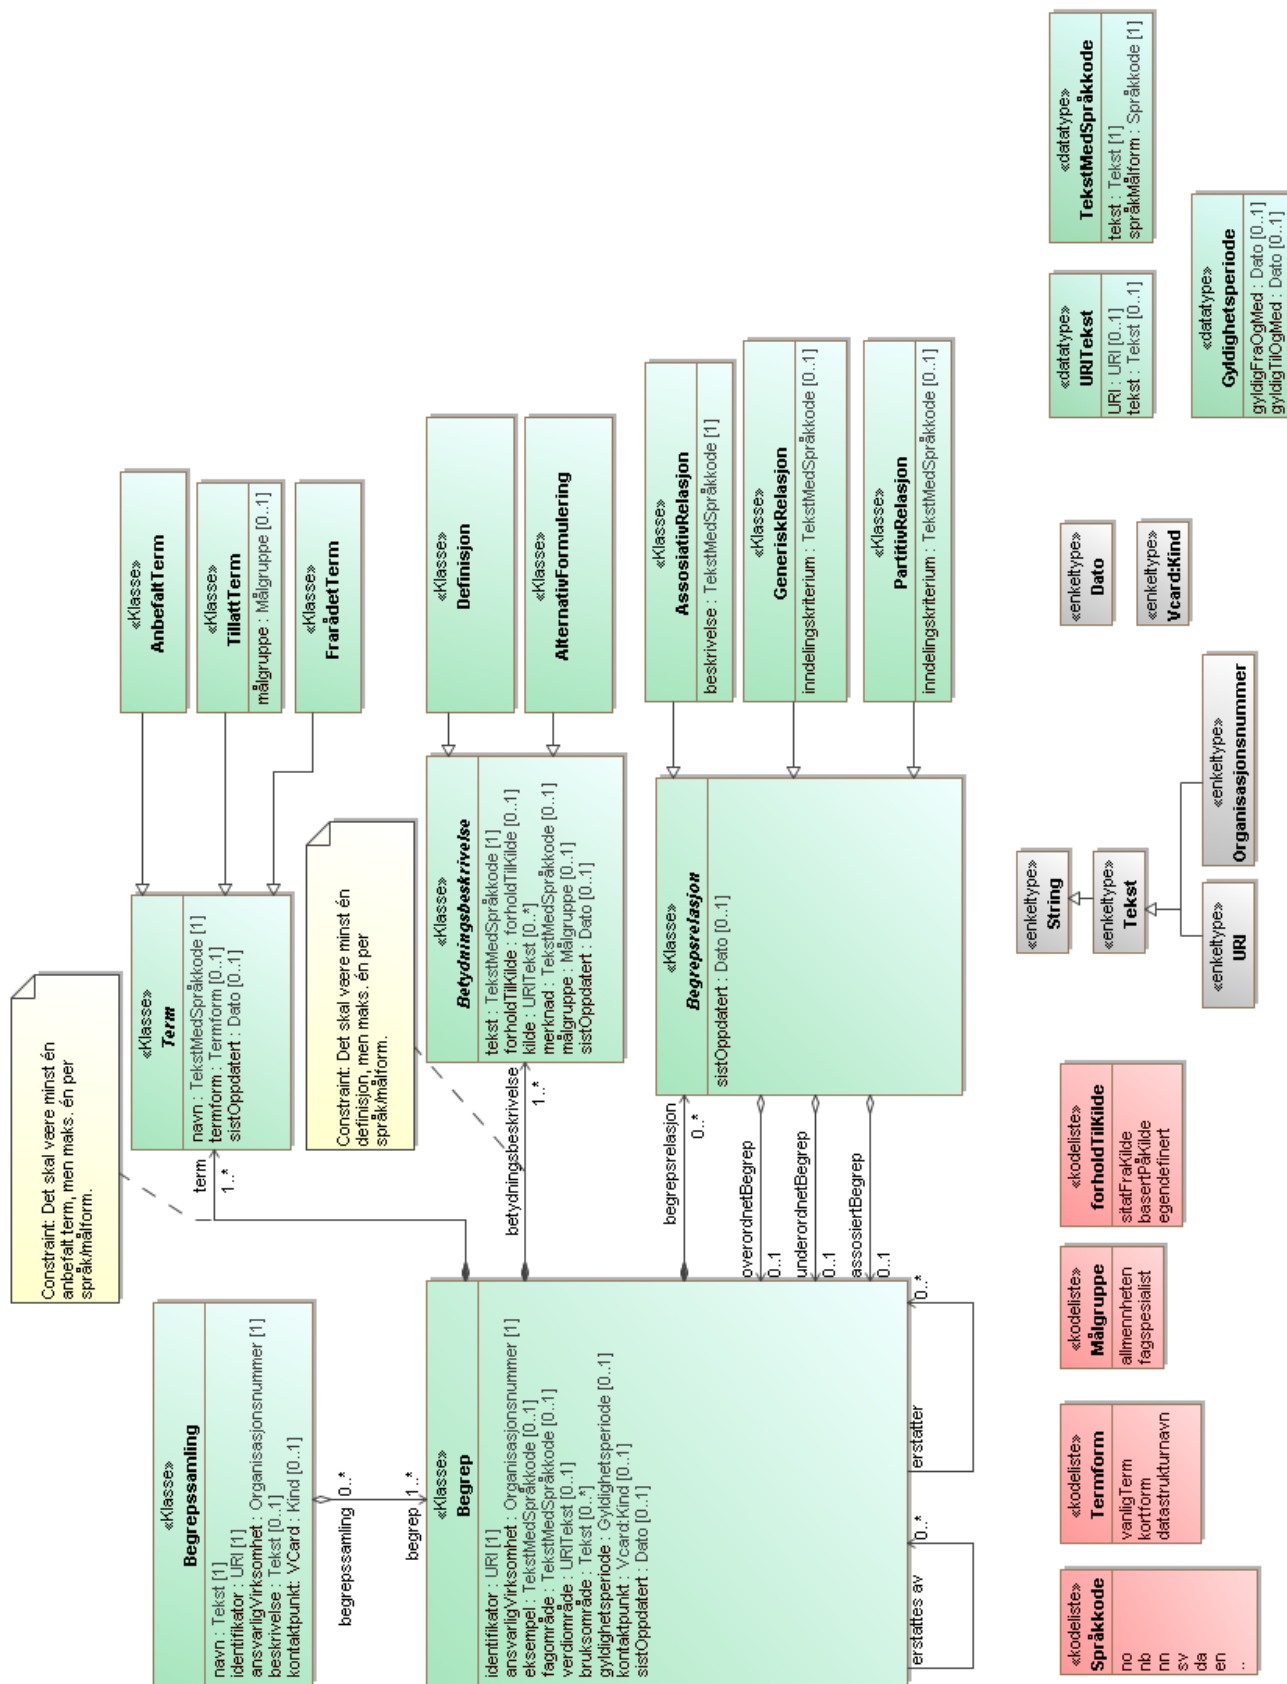 Constraint: Det skal være minst én
anbefalt term, men maks. én per
språk/målform.
«Klasse»
Begrepssamling
navn : Tekst [1]
identifikator : URI [1]
ansvarligVirksomhet : Organisasjonsnummer [1]
beskrivelse : Tekst [0..1]
kontaktpunkt: VCard : Kind [0..1]
begrepssamling 0..*
begrep 1..*
«Klasse»
Term
navn : TekstMedSpråkkode [1]
termform : Termform [0..1]
sistOppdatert : Dato [0..1]
term
1..*
«Klasse»
AnbefaltTerm
«Klasse»
TillattTerm
målgruppe : Målgruppe [0..1]
«Klasse»
FrarådetTerm
Constraint: Det skal være minst én
definisjon, men maks. én per
språk/målform.
«Klasse»
Begrep
identifikator : URI [1]
ansvarligVirksomhet : Organisasjonsnummer [1]
eksempel : TekstMedSpråkkode [0..1]
fagområde : TekstMedSpråkkode [0..1]
verdiområde : URITekst [0..1]
bruksområde : Tekst [0..*]
gyldighetsperiode : Gyldighetsperiode [0..1]
kontaktpunkt : Vcard:Kind [0..1]
sistOppdatert : Dato [0..1]
betydningsbeskrivelse
1..*
«Klasse»
Betydningsbeskrivelse
tekst : TekstMedSpråkkode [1]
forholdTilKilde : forholdTilKilde [0..1]
kilde : URITekst [0..*]
merknad : TekstMedSpråkkode [0..1]
målgruppe : Målgruppe [0..1]
sistOppdatert : Dato [0..1]
«Klasse»
Definisjon
«Klasse»
AlternativFormulering
begrepsrelasjon
0..*
overordnetBegrep
0..1
underordnetBegrep
0..1
assosiertBegrep
0..1
«Klasse»
Begrepsrelasjon
sistOppdatert : Dato [0..1]
«Klasse»
AssosiativRelasjon
beskrivelse : TekstMedSpråkkode [1]
«Klasse»
GeneriskRelasjon
inndelingskriterium : TekstMedSpråkkode [0..1]
«Klasse»
PartitivRelasjon
inndelingskriterium : TekstMedSpråkkode [0..1]
erstattes av
0..*
erstatter
0..*
«kodeliste»
Språkkode
no
nb
nn
sv
da
en
..
«kodeliste»
Termform
vanligTerm
kortform
datastrukturnavn
«kodeliste»
Målgruppe
allmennheten
fagspesialist
«kodeliste»
forholdTilKilde
sitatFraKilde
basertPåKilde
egendefinert
«enkeltype»
String
«enkeltype»
Tekst
«enkeltype»
URI
«enkeltype»
Organisasjonsnummer
«enkeltype»
Dato
«enkeltype»
Vcard:Kind
«datatype»
URITekst
URI : URI [0..1]
tekst : Tekst [0..1]
«datatype»
TekstMedSpråkkode
tekst : Tekst [1]
språkMålform : Språkkode [1]
«datatype»
Gyldighetsperiode
gyldigFraOgMed : Dato [0..1]
gyldigTilOgMed : Dato [0..1]